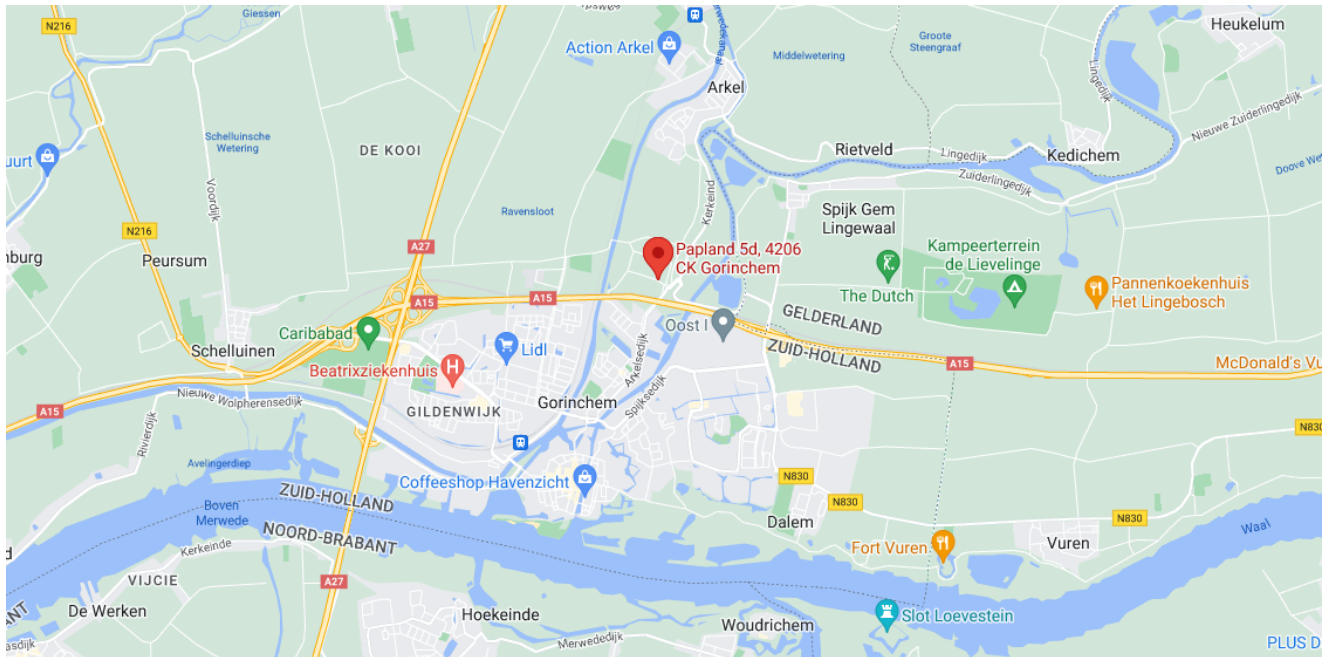 Giessen
N216
Heukelum
Action Arkel
Middelwetering
Groote
Steengraaf
Arkel
Lingedijk
Nieuwe Zuiderlingedijk
Schelluinsche
Wetering
DE KOOI
Rietveld
Lingedijk
Kedichem
uurt
Voordijk
Zuiderlingedijk
Doove We
Kerkeind
Ravensloot
Spijk Gem
Lingewaal
N216
A27
Papland 5d, 4206
CK Gorinchem
Kampeerterrein
de Lievelinge
nburg
Peursum
Pannenkoekenhuis
Het Lingebosch
The Dutch
A15
A15
GELDERLAND
Caribabad
Oost I
Schelluinen
Lidl
ZUID-HOLLAND
A15
McDonald's Vu
Beatrixziekenhuis
Arkelsedijk
Nieuwe Wolpherensedijk
Gorinchem
Spijksedijk
A15
GILDENWIJK
Rivierdijk
N830
Avelingerdiep
Coffeeshop Havenzicht
N830
ZUID-HOLLAND
N830
Boven
Merwede
Dalem
N830
Waal
NOORD-BRABANT
Fort Vuren
Vuren
Kerkeinde
VIJCIE
A27
De Werken
Hoekeinde
Slot Loevestein
Woudrichem
Merwededijk
PLUS D